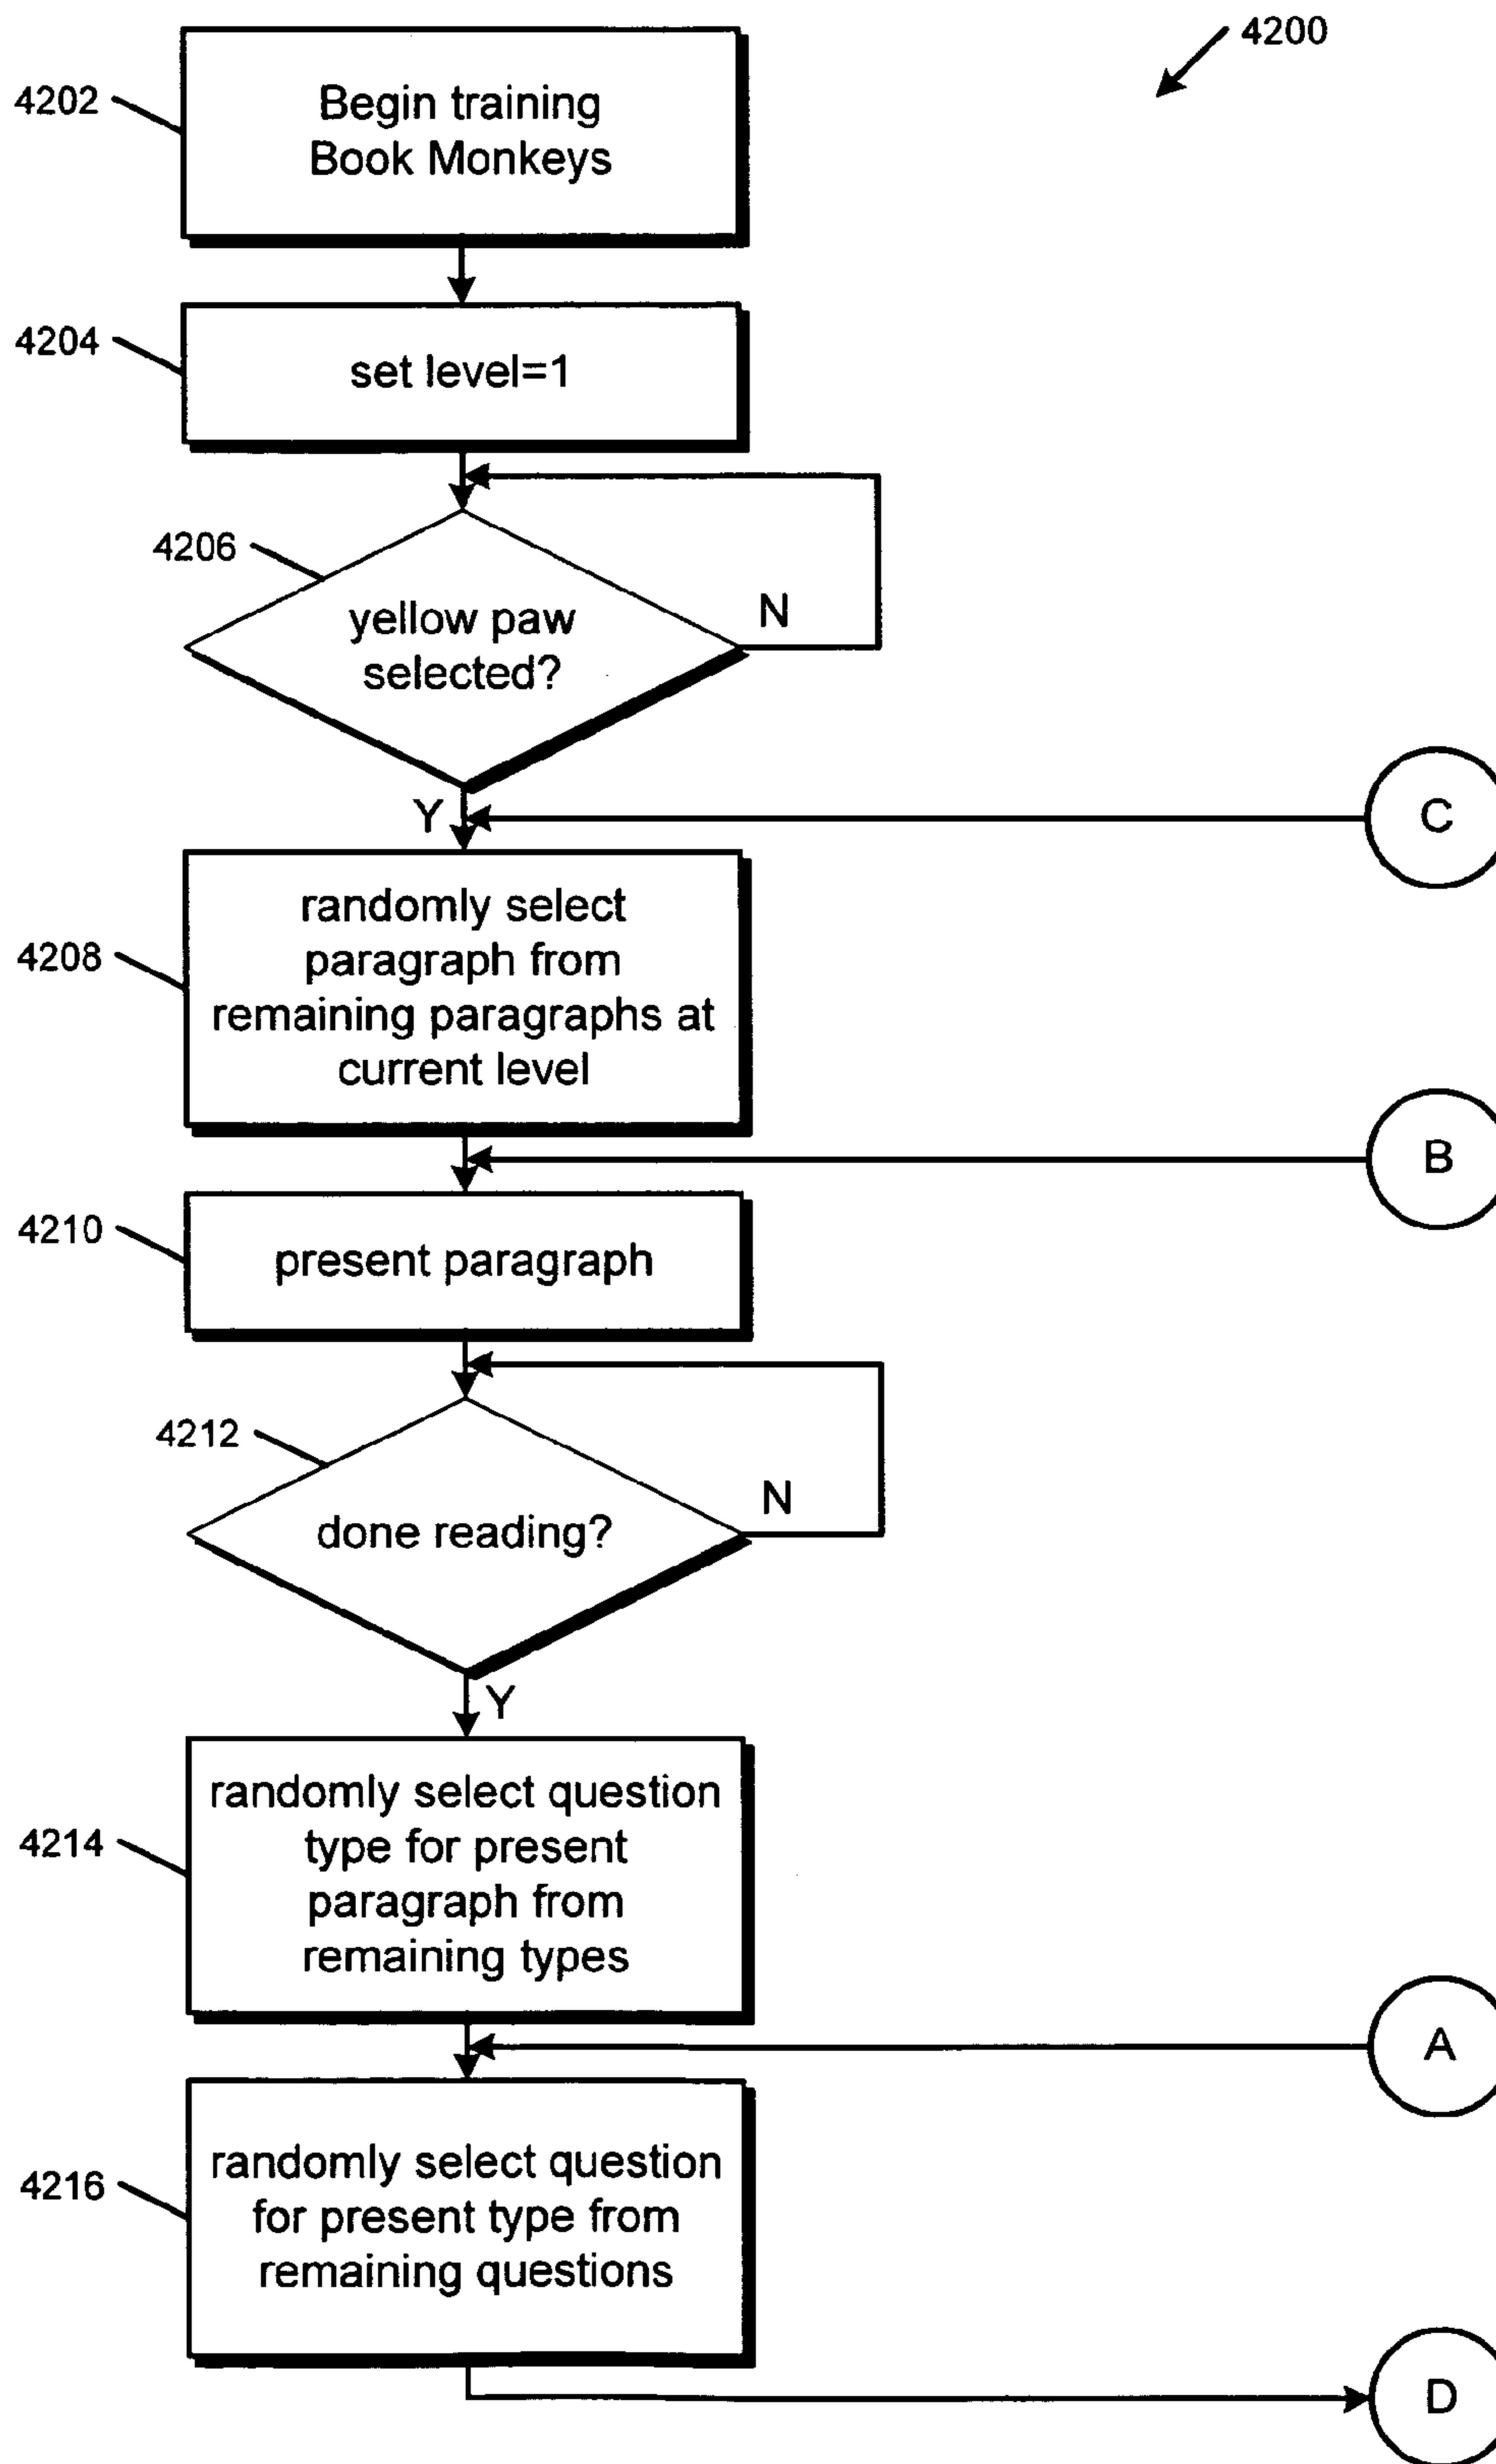 4200
4202
Begin training
Book Monkeys
4204
set level=1
4206
yellow paw
selected?
N
Y
C
4208
randomly select
paragraph from
remaining paragraphs at
current level
B
4210
present paragraph
4212
done reading?
N
Y
4214
randomly select question
type for present
paragraph from
remaining types
A
4216
randomly select question
for present type from
remaining questions
D